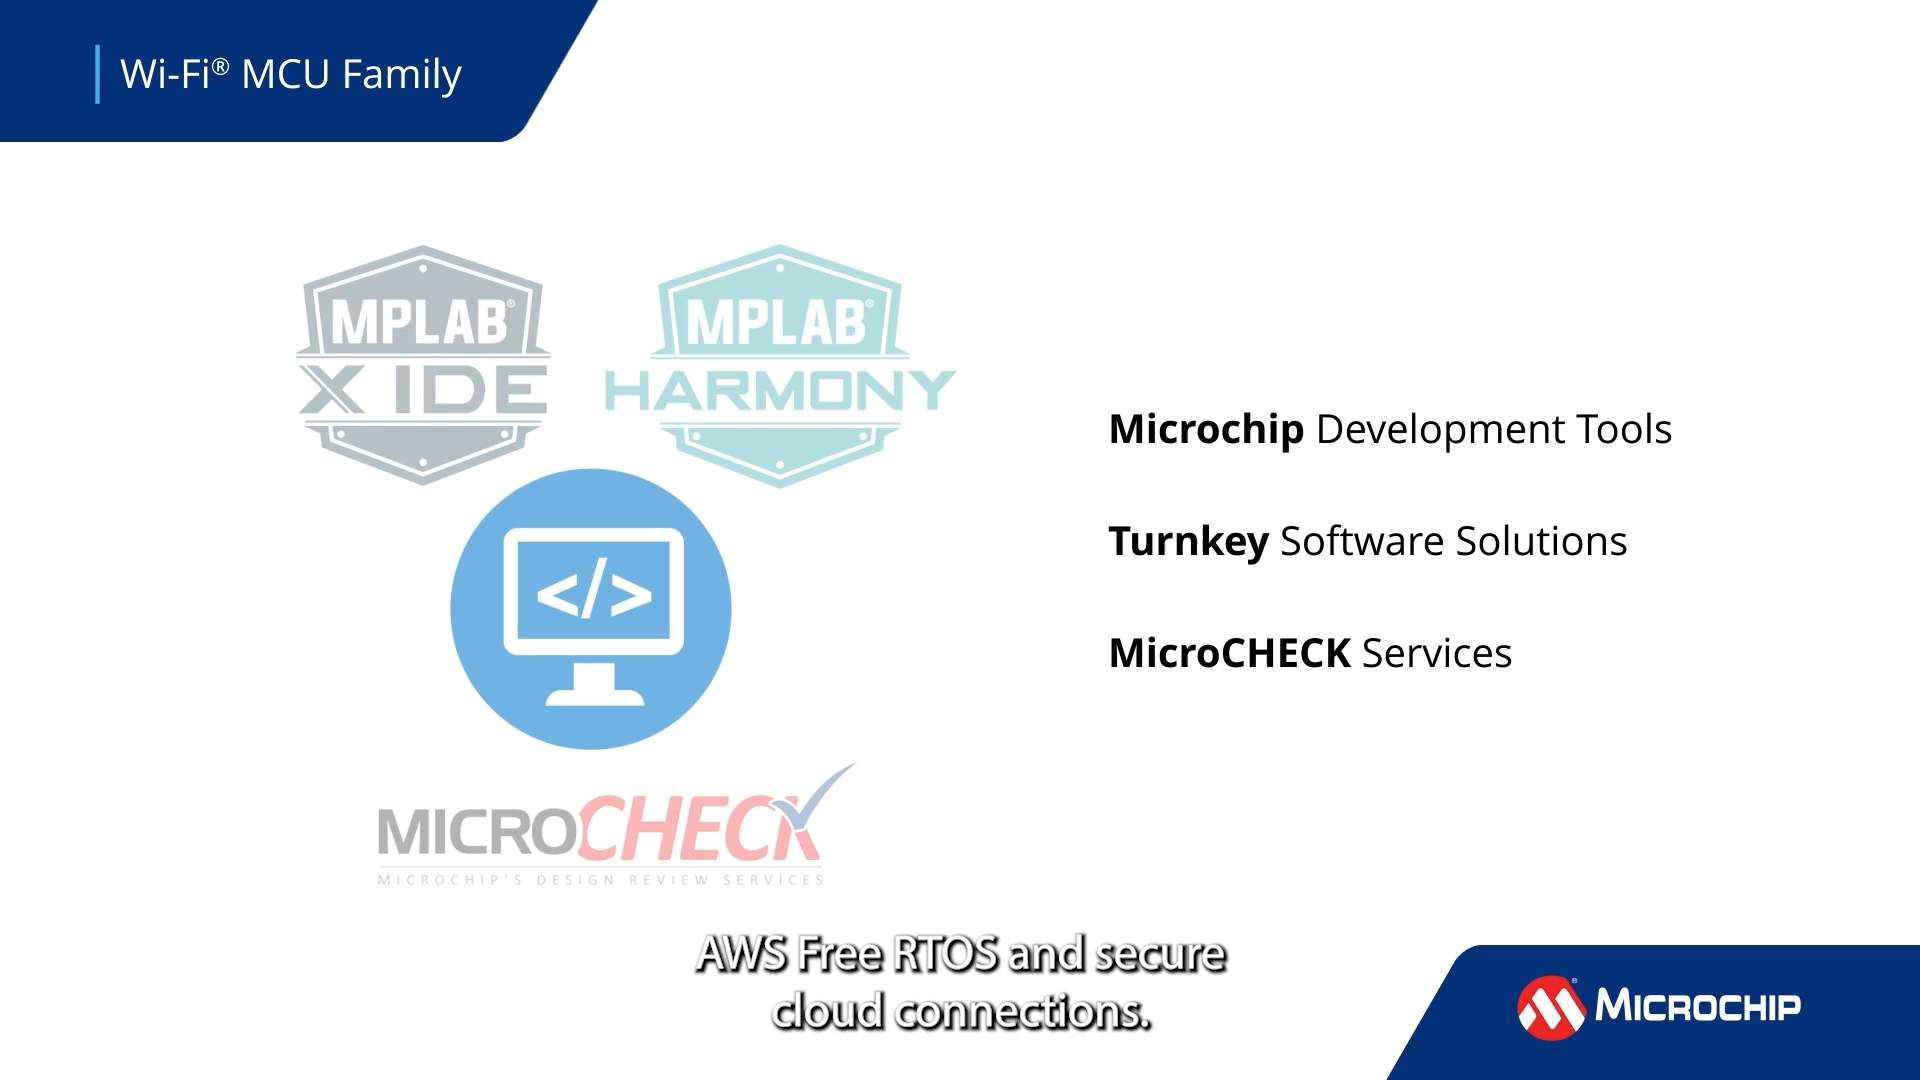 Wi-Fi® MCU Family
MPLAB®
X IDE
MPLAB®
HARMONY
Microchip Development Tools
Turnkey Software Solutions
MicroCHECK Services
</>
MICROCHECK
MICROCHIP'S DESIGN REVIEW SERVICES
AWS Free RTOS and secure
cloud connections.
MICROCHIP®